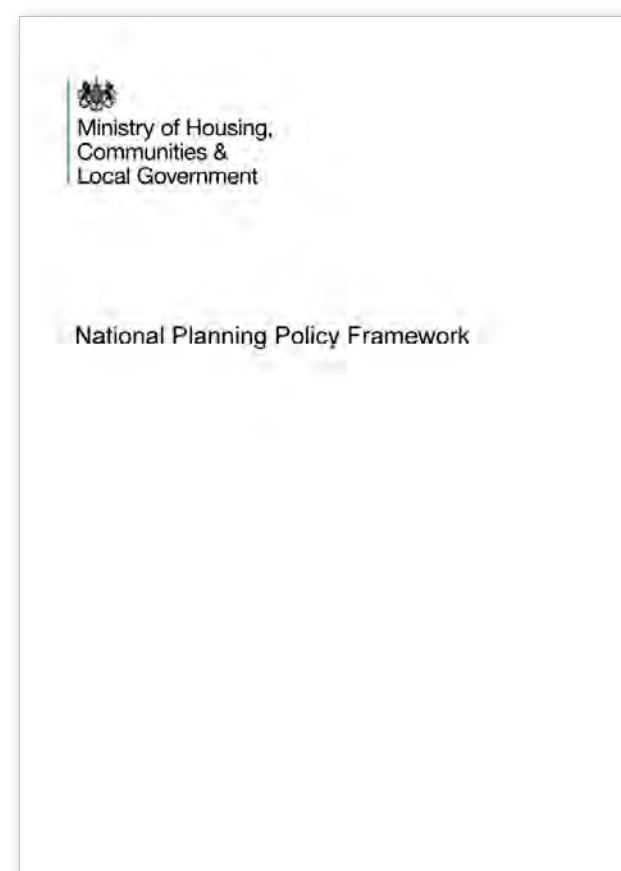 Ministry of Housing,
Communities &
Local Government
National Planning Policy Framework